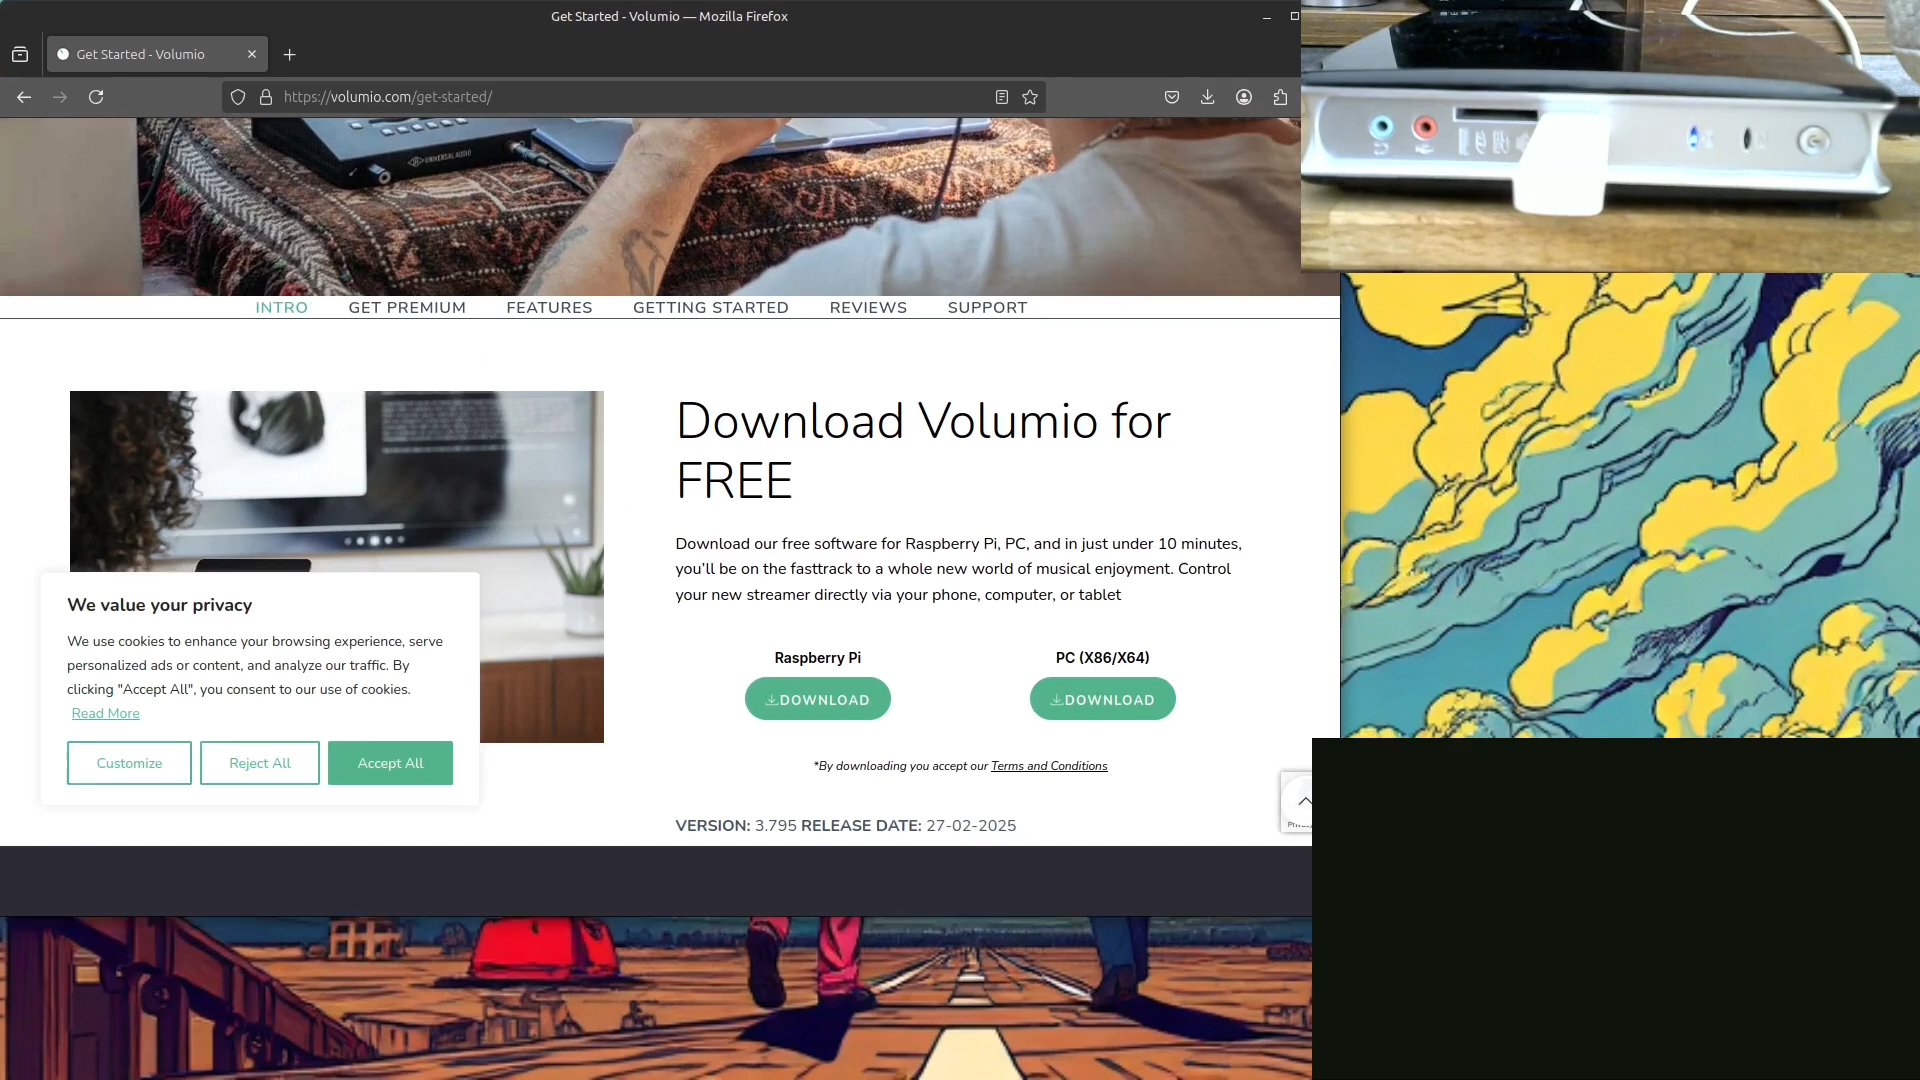 Get Started - Volumio — Mozilla Firefox
Get Started - Volumio
https://volumio.com/get-started/
UNIVERSAL AUDIO
INTRO
GET PREMIUM
FEATURES
GETTING STARTED
REVIEWS
SUPPORT
Download Volumio for
FREE
Download our free software for Raspberry Pi, PC, and in just under 10 minutes,
you’ll be on the fasttrack to a whole new world of musical enjoyment. Control
your new streamer directly via your phone, computer, or tablet
Raspberry Pi
PC (X86/X64)
DOWNLOAD
DOWNLOAD
*By downloading you accept our Terms and Conditions
VERSION: 3.795 RELEASE DATE: 27-02-2025
We value your privacy
We use cookies to enhance your browsing experience, serve
personalized ads or content, and analyze our traffic. By
clicking "Accept All", you consent to our use of cookies.
Read More
Customize
Reject All
Accept All